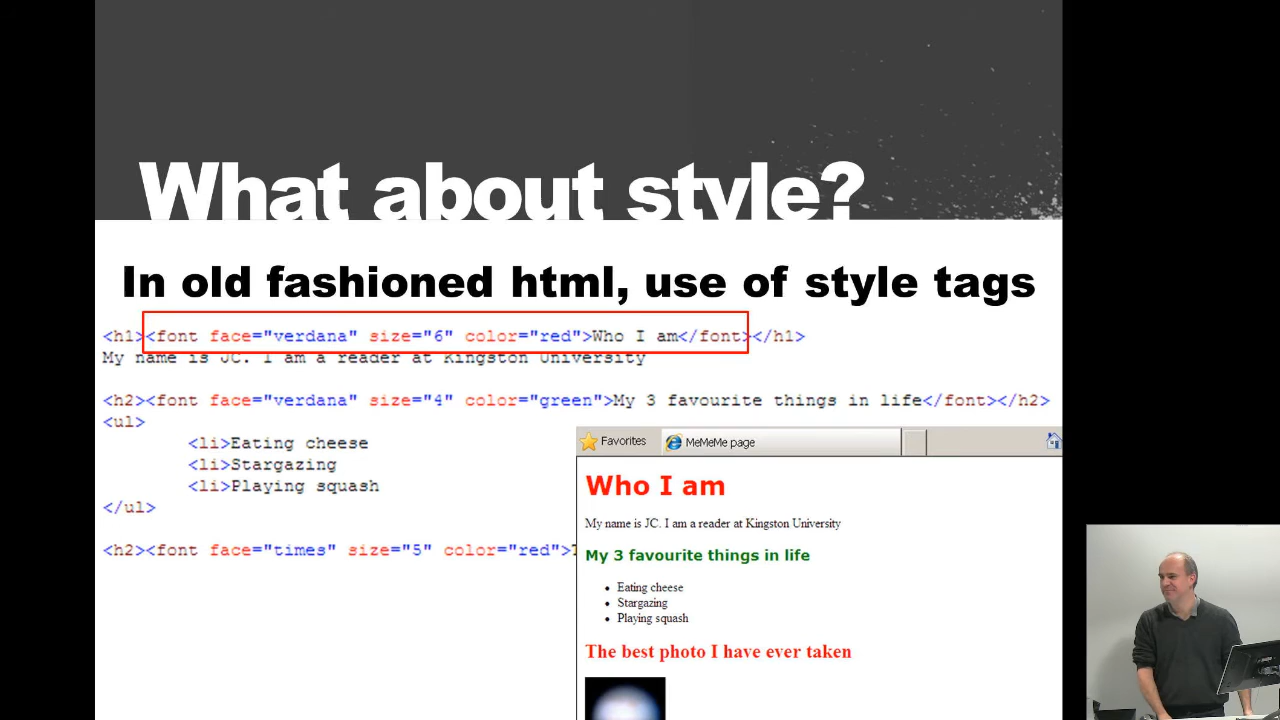 What about style?
In old fashioned html, use of style tags
<h1><font face="verdana" size="6" color="red">Who I am</font></h1>
My name is JC. I am a reader at Kingston University
<h2><font face="verdana" size="4" color="green">My 3 favourite things in life</font></h2>
<ul>
<li>Eating cheese
<li>Stargazing
<li>Playing squash
</ul>
<h2><font face="times" size="5" color="red">
Favorites
MeMeMe page
Who I am
My name is JC. I am a reader at Kingston University
My 3 favourite things in life
• Eating cheese
• Stargazing
• Playing squash
The best photo I have ever taken